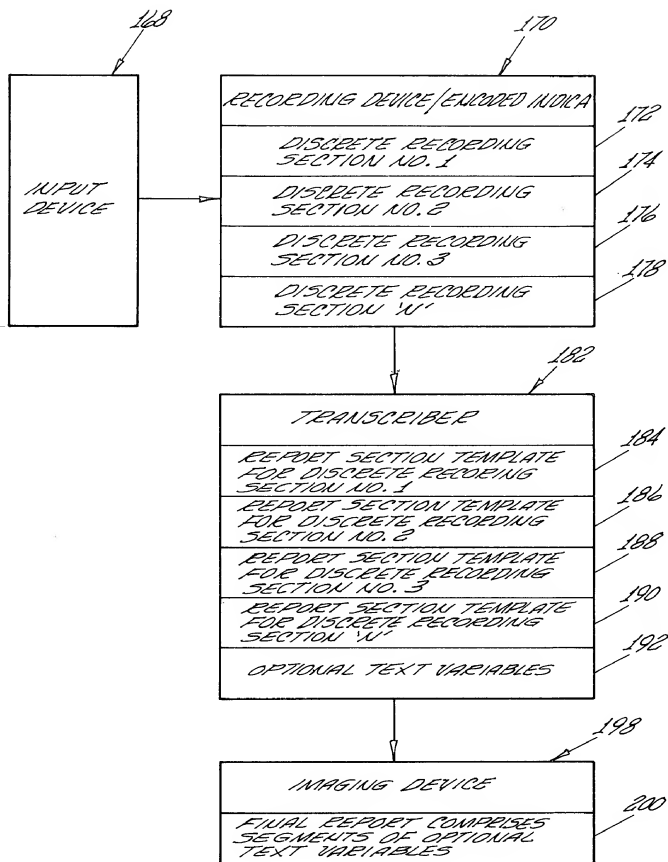 168
170
INPUT
DEVICE
RECORDING DEVICE/ENCODED INDICA
172
DISCRETE RECORDING
SECTION NO. 1
174
DISCRETE RECORDING
SECTION NO. 2
176
DISCRETE RECORDING
SECTION NO. 3
178
DISCRETE RECORDING
SECTION 'N'
182
TRANSCRIBER
184
REPORT SECTION TEMPLATE
FOR DISCRETE RECORING
SECTION NO. 1
186
REPORT SECTION TEMPLATE
FOR DISCRETE RECORDING
SECTION NO. 2
188
REPORT SECTION TEMPLATE
FOR DISCRETE RECORDING
SECTION NO. 3
190
REPORT SECTION TEMPLATE
FOR DISCRETE RECORDING
SECTION 'N'
192
OPTIONAL TEXT VARIABLES
198
IMAGING DEVICE
200
FINAL REPORT COMPRISES
SEGMENTS OF OPTIONAL
TEXT VARIABLES